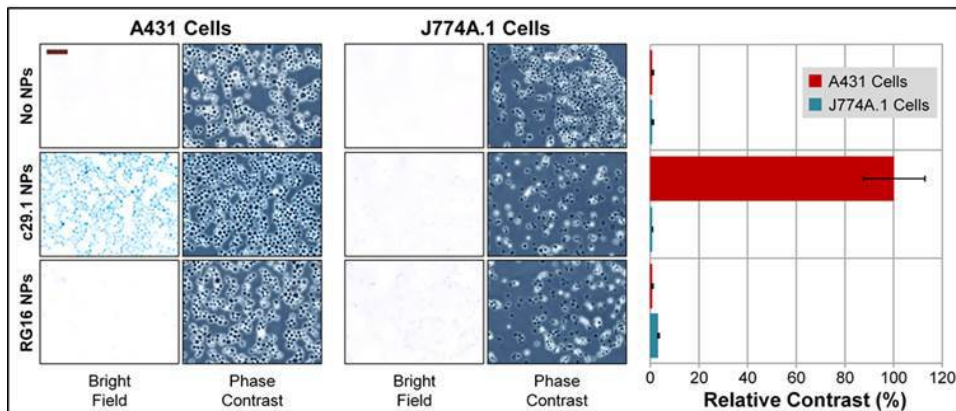 A431 Cells
J774A.1 Cells
No NPs
c29.1 NPs
RG16 NPs
Bright
Field
Phase
Contrast
Bright
Field
Phase
Contrast
A431 Cells
J774A.1 Cells
0 20 40 60 80 100 120
Relative Contrast (%)